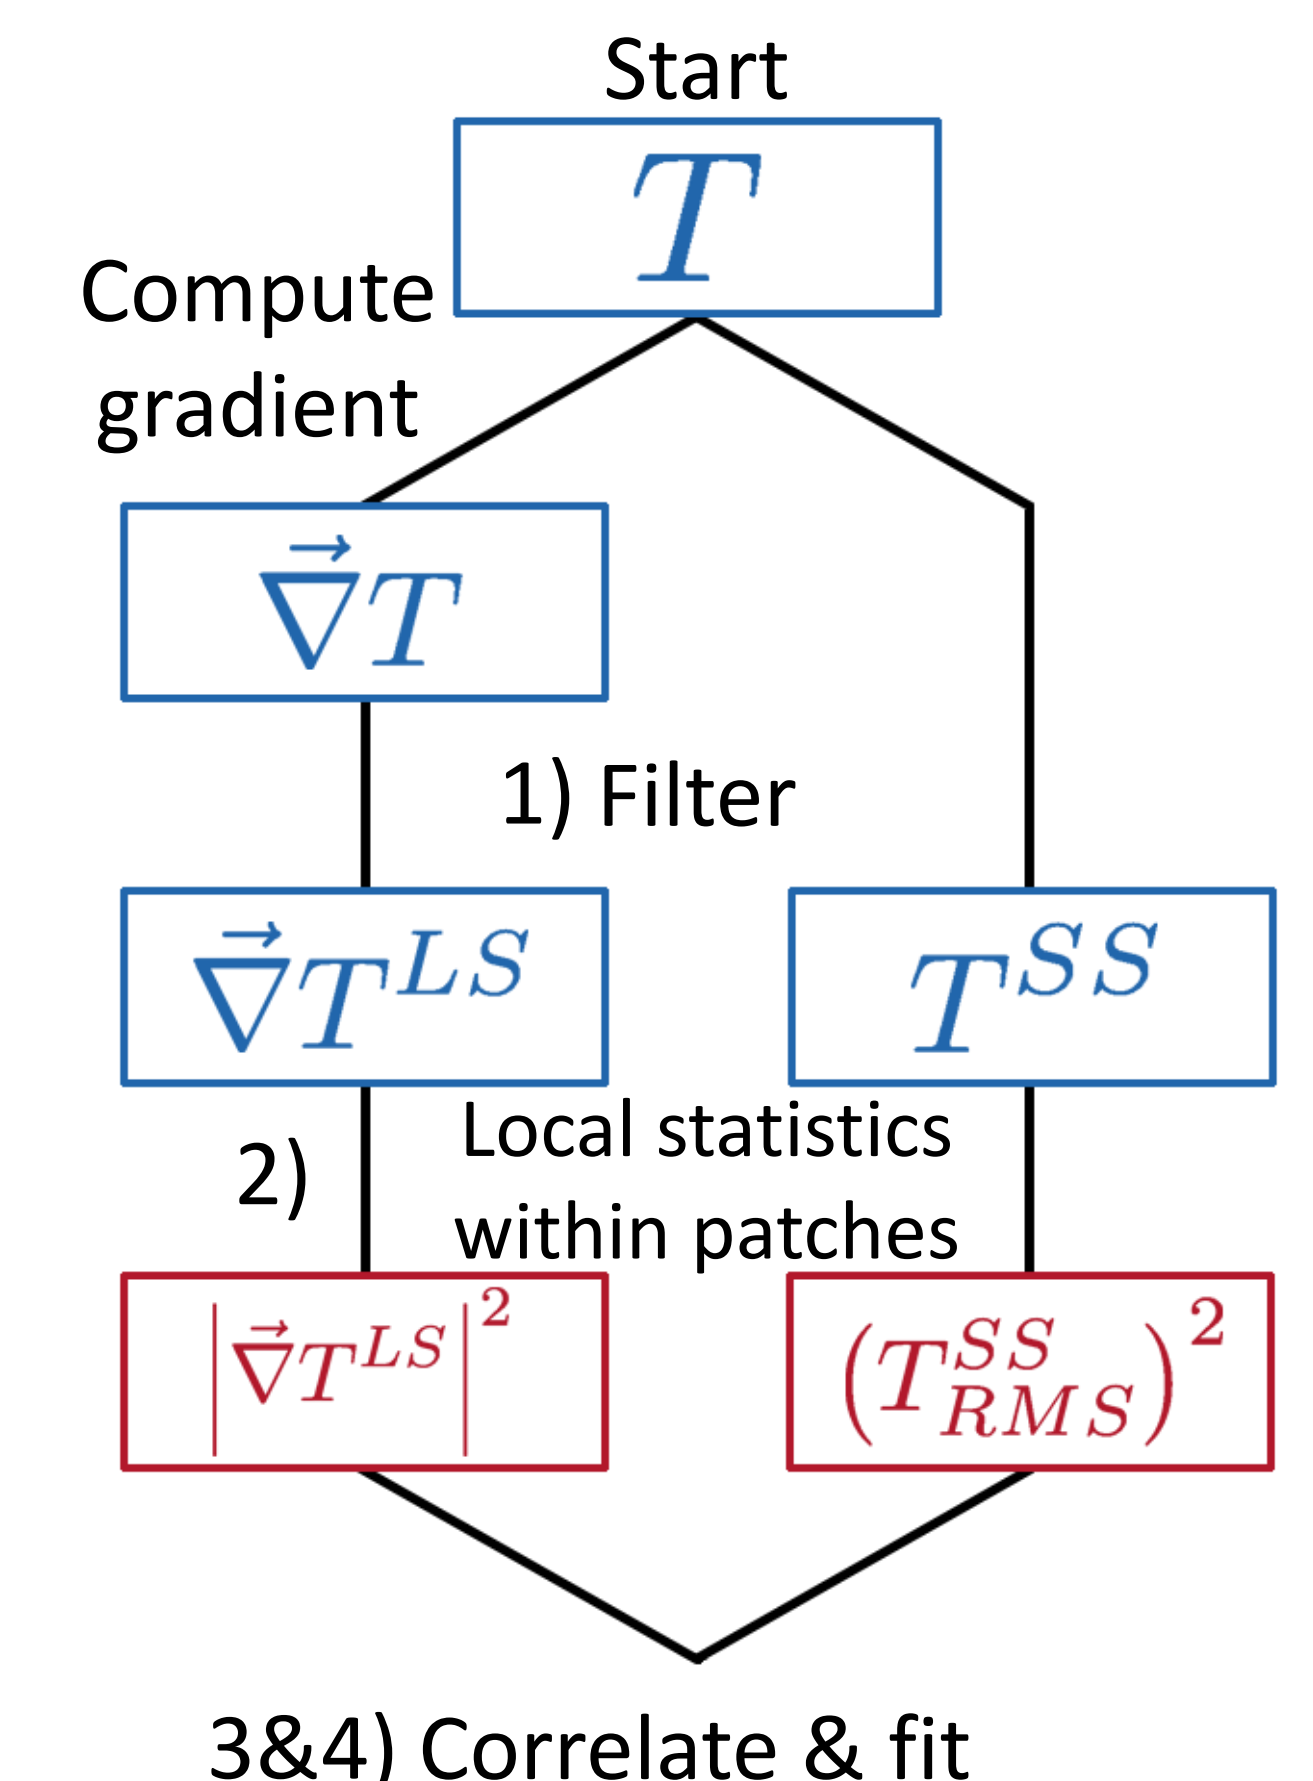 Start
T
Compute
gradient
∇⃗T
1) Filter
∇⃗T^{LS}
T^{SS}
2)
Local statistics
within patches
|∇⃗T^{LS}|^2
(T^{SS}_{RMS})^2
3&4) Correlate & fit